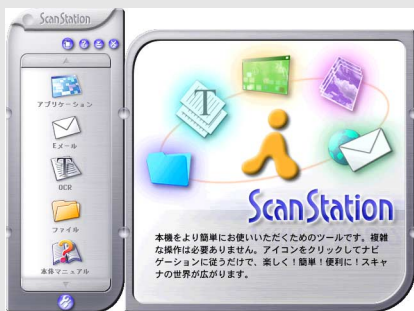 ScanStation
アプリケーション
Eメール
OCR
ファイル
本体マニュアル
T
ScanStation
本機をより簡単にお使いいただくためのツールです。複雑
な操作は必要ありません。アイコンをクリックしてナビ
ゲーションに従うだけで、楽しく！簡単！便利に！スキャ
ナの世界が広がります。